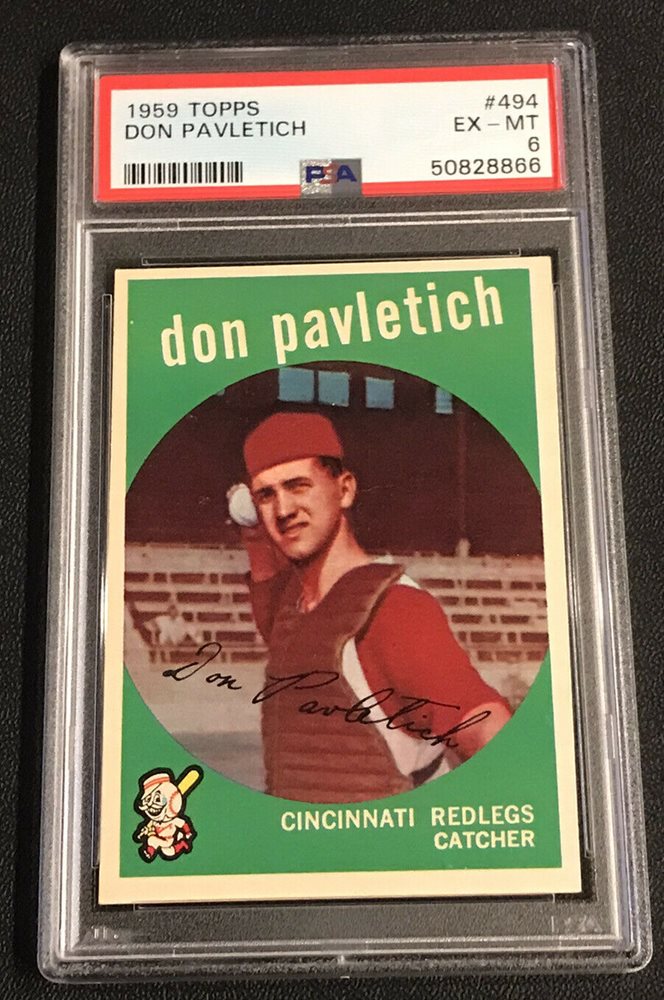 1959 TOPPS
#494
DON PAVLETICH
EX - MT
6
PSA
50828866
don pavletich
Don Pavletich
CINCINNATI REDLEGS
CATCHER